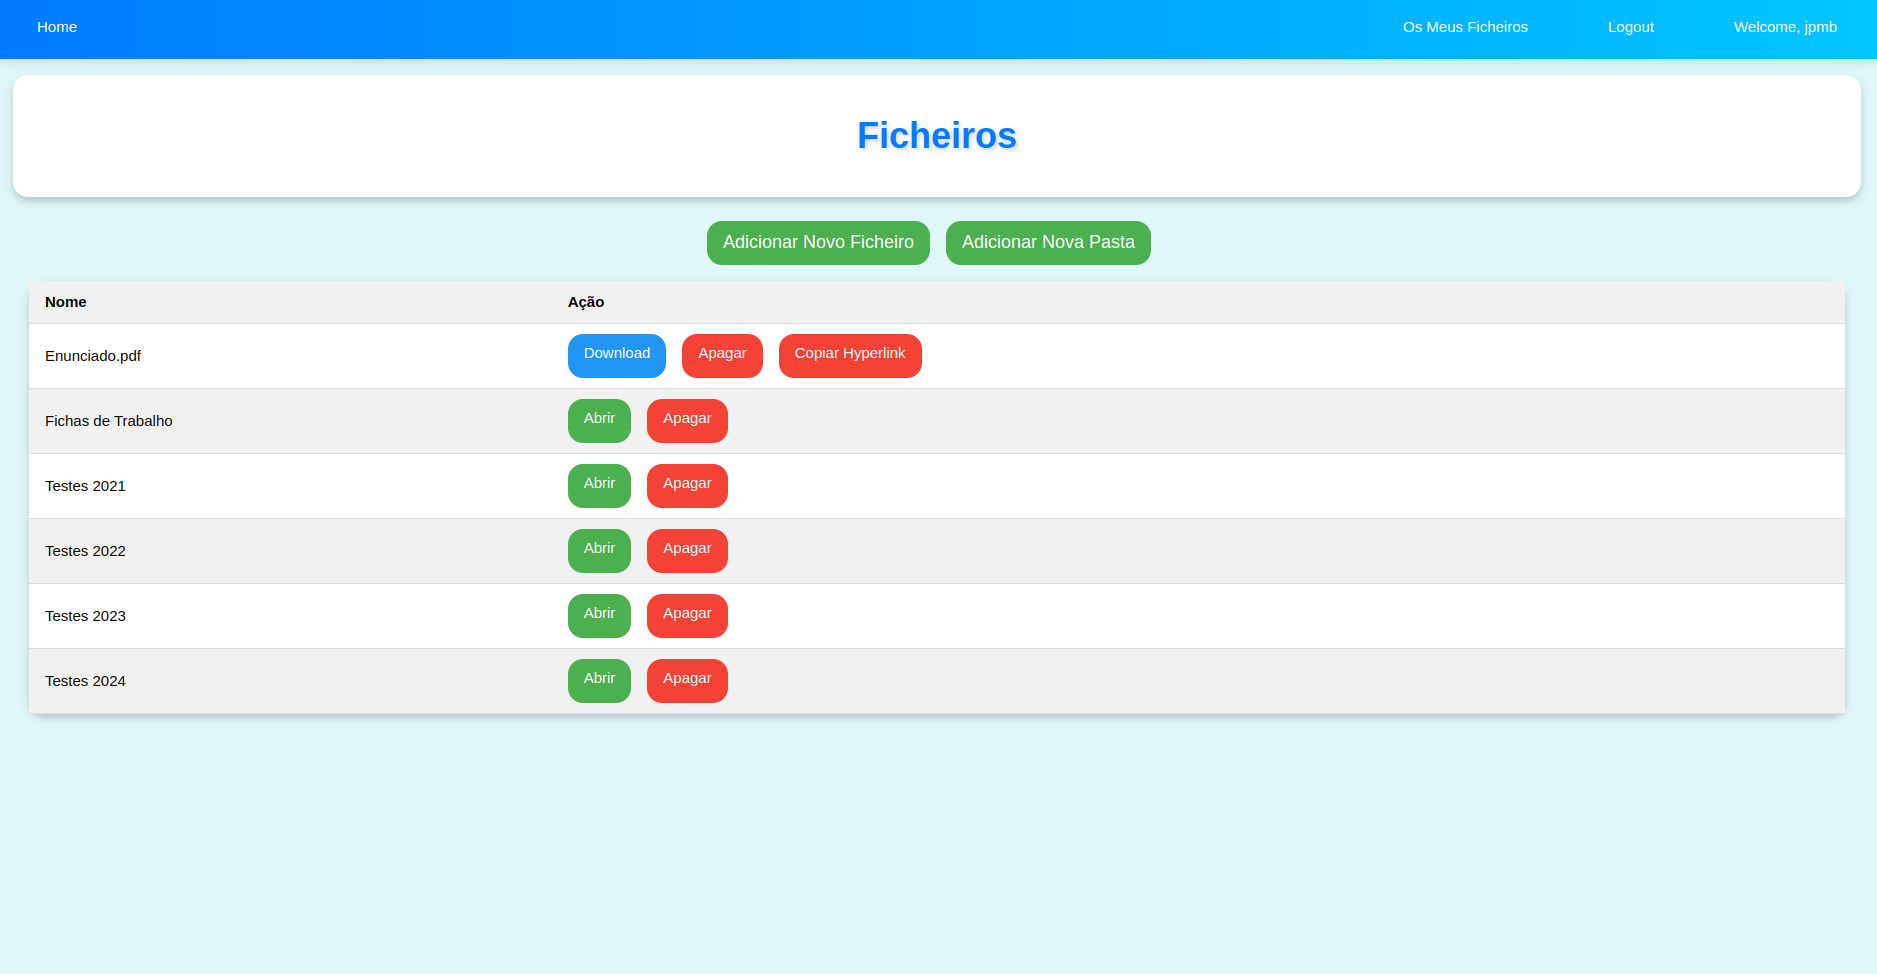 Home Os Meus Ficheiros Logout Welcome, jpmb
Ficheiros
Adicionar Novo Ficheiro Adicionar Nova Pasta
Nome Ação
Enunciado.pdf Download Apagar Copiar Hyperlink
Fichas de Trabalho Abrir Apagar
Testes 2021 Abrir Apagar
Testes 2022 Abrir Apagar
Testes 2023 Abrir Apagar
Testes 2024 Abrir Apagar